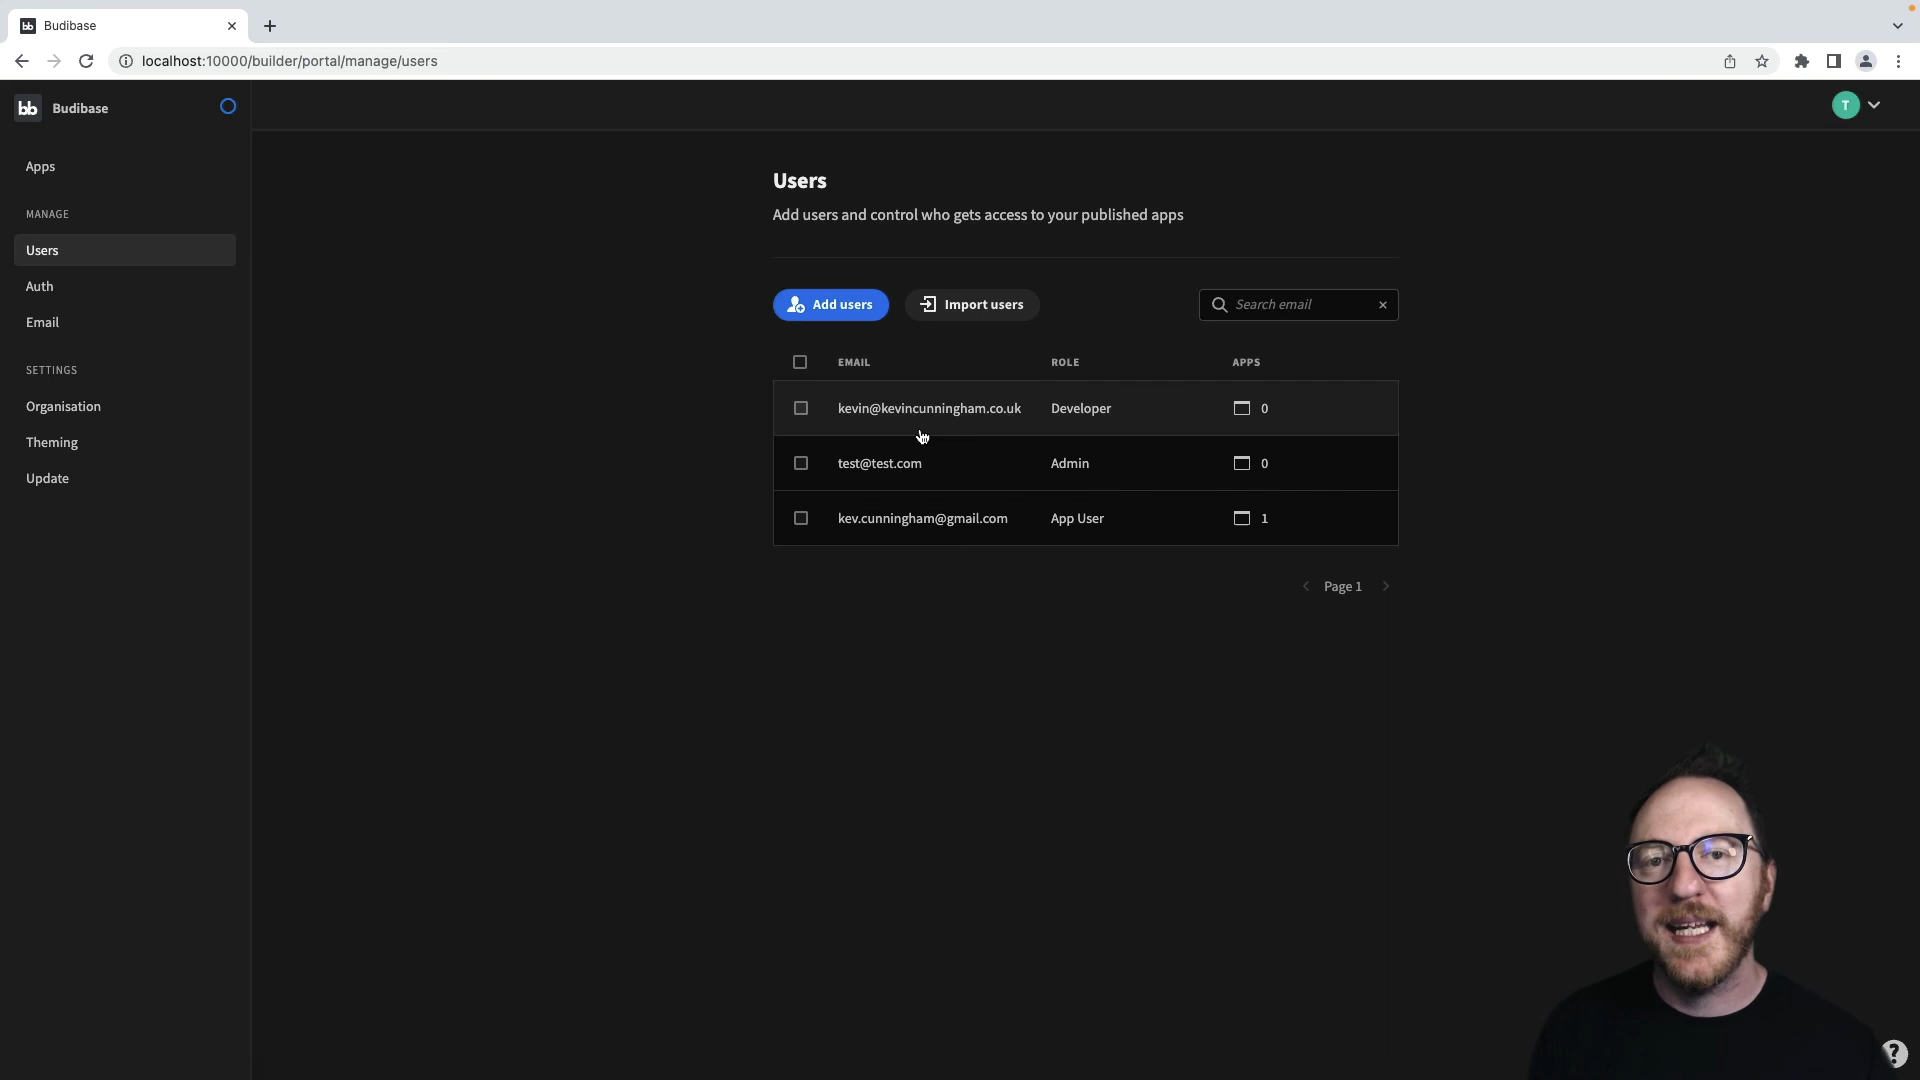 bb Budibase
localhost:10000/builder/portal/manage/users
bb Budibase
T
Apps
MANAGE
Users
Auth
Email
SETTINGS
Organisation
Theming
Update
Users
Add users and control who gets access to your published apps
Add users Import users Search email
EMAIL ROLE APPS
kevin@kevincunningham.co.uk Developer 0
test@test.com Admin 0
kev.cunningham@gmail.com App User 1
Page 1
?